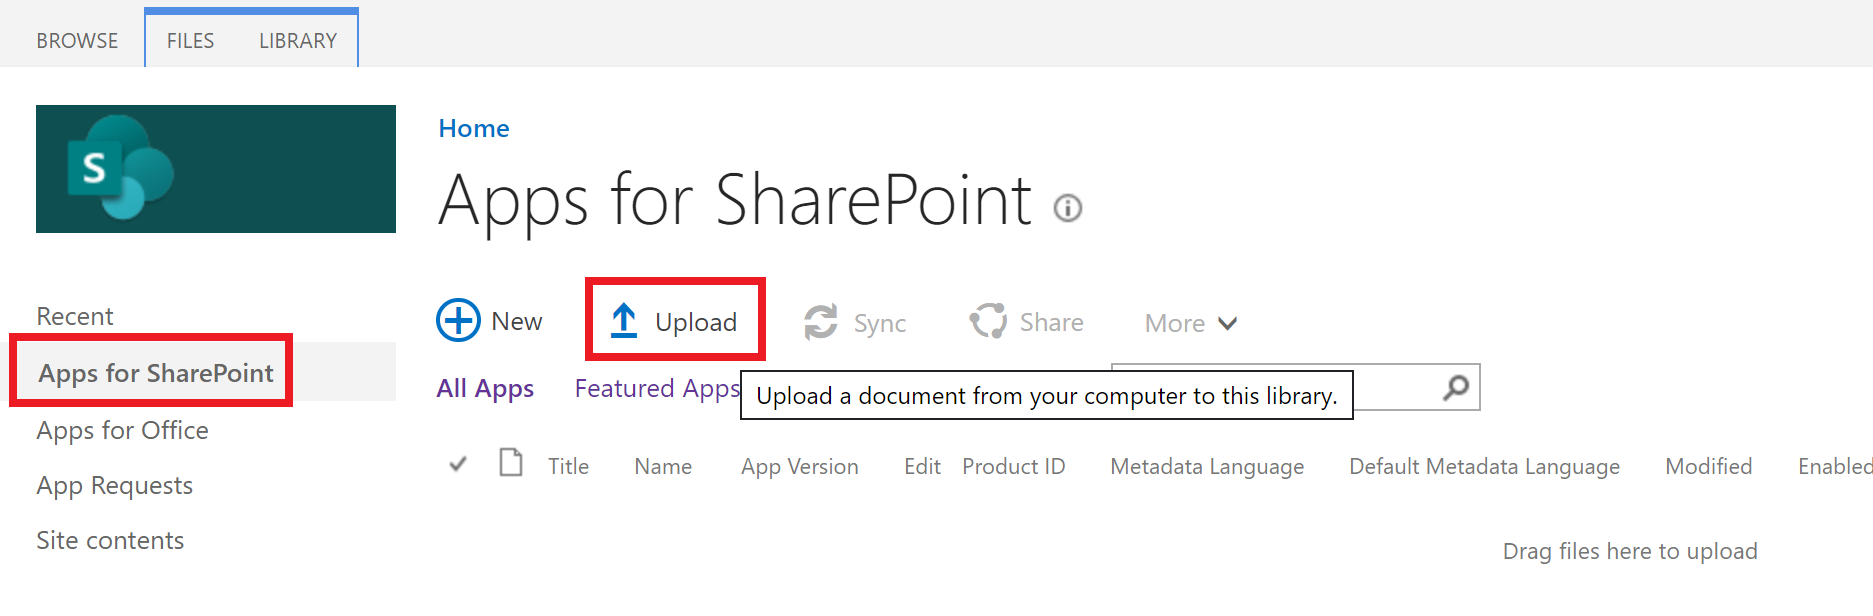 BROWSE FILES LIBRARY
S
Home
Apps for SharePoint
New Upload Sync Share More
All Apps Featured Apps
Upload a document from your computer to this library.
Recent
Apps for SharePoint
Apps for Office
App Requests
Site contents
Title Name App Version Edit Product ID Metadata Language Default Metadata Language Modified Enabled
Drag files here to upload